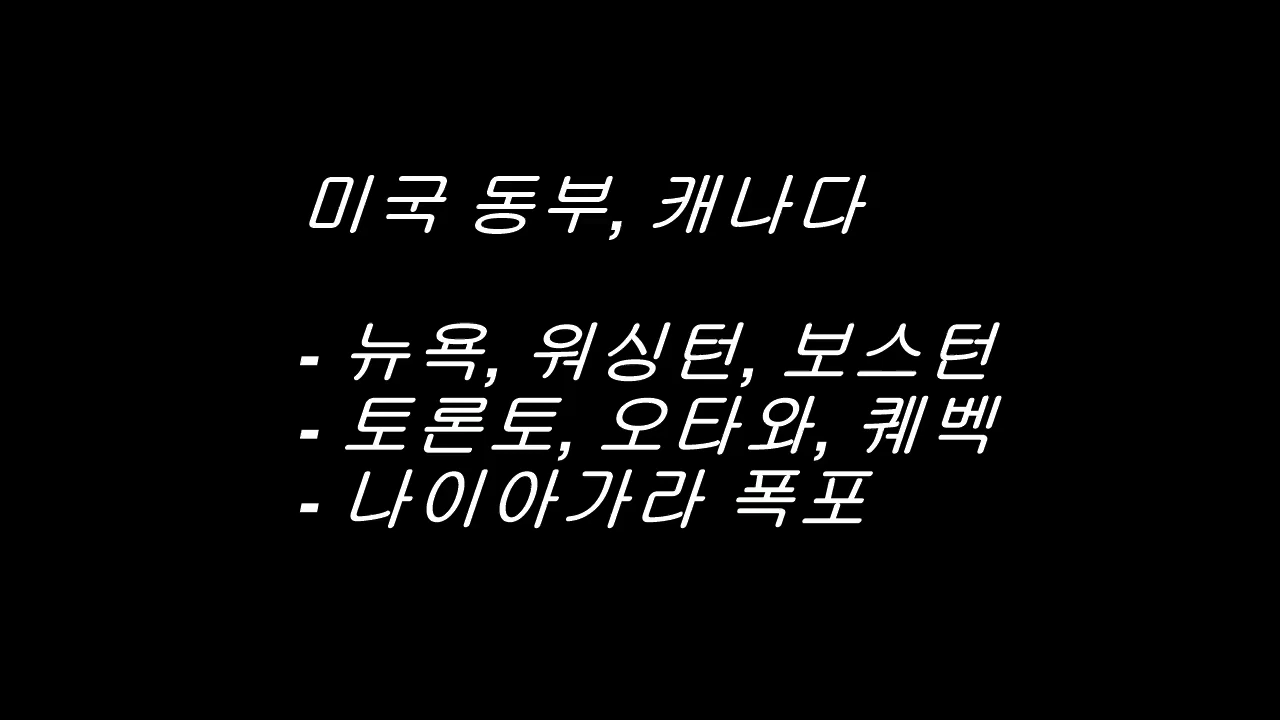 미국 동부, 캐나다
- 뉴욕, 워싱턴, 보스턴
- 토론토, 오타와, 퀘벡
- 나이아가라 폭포